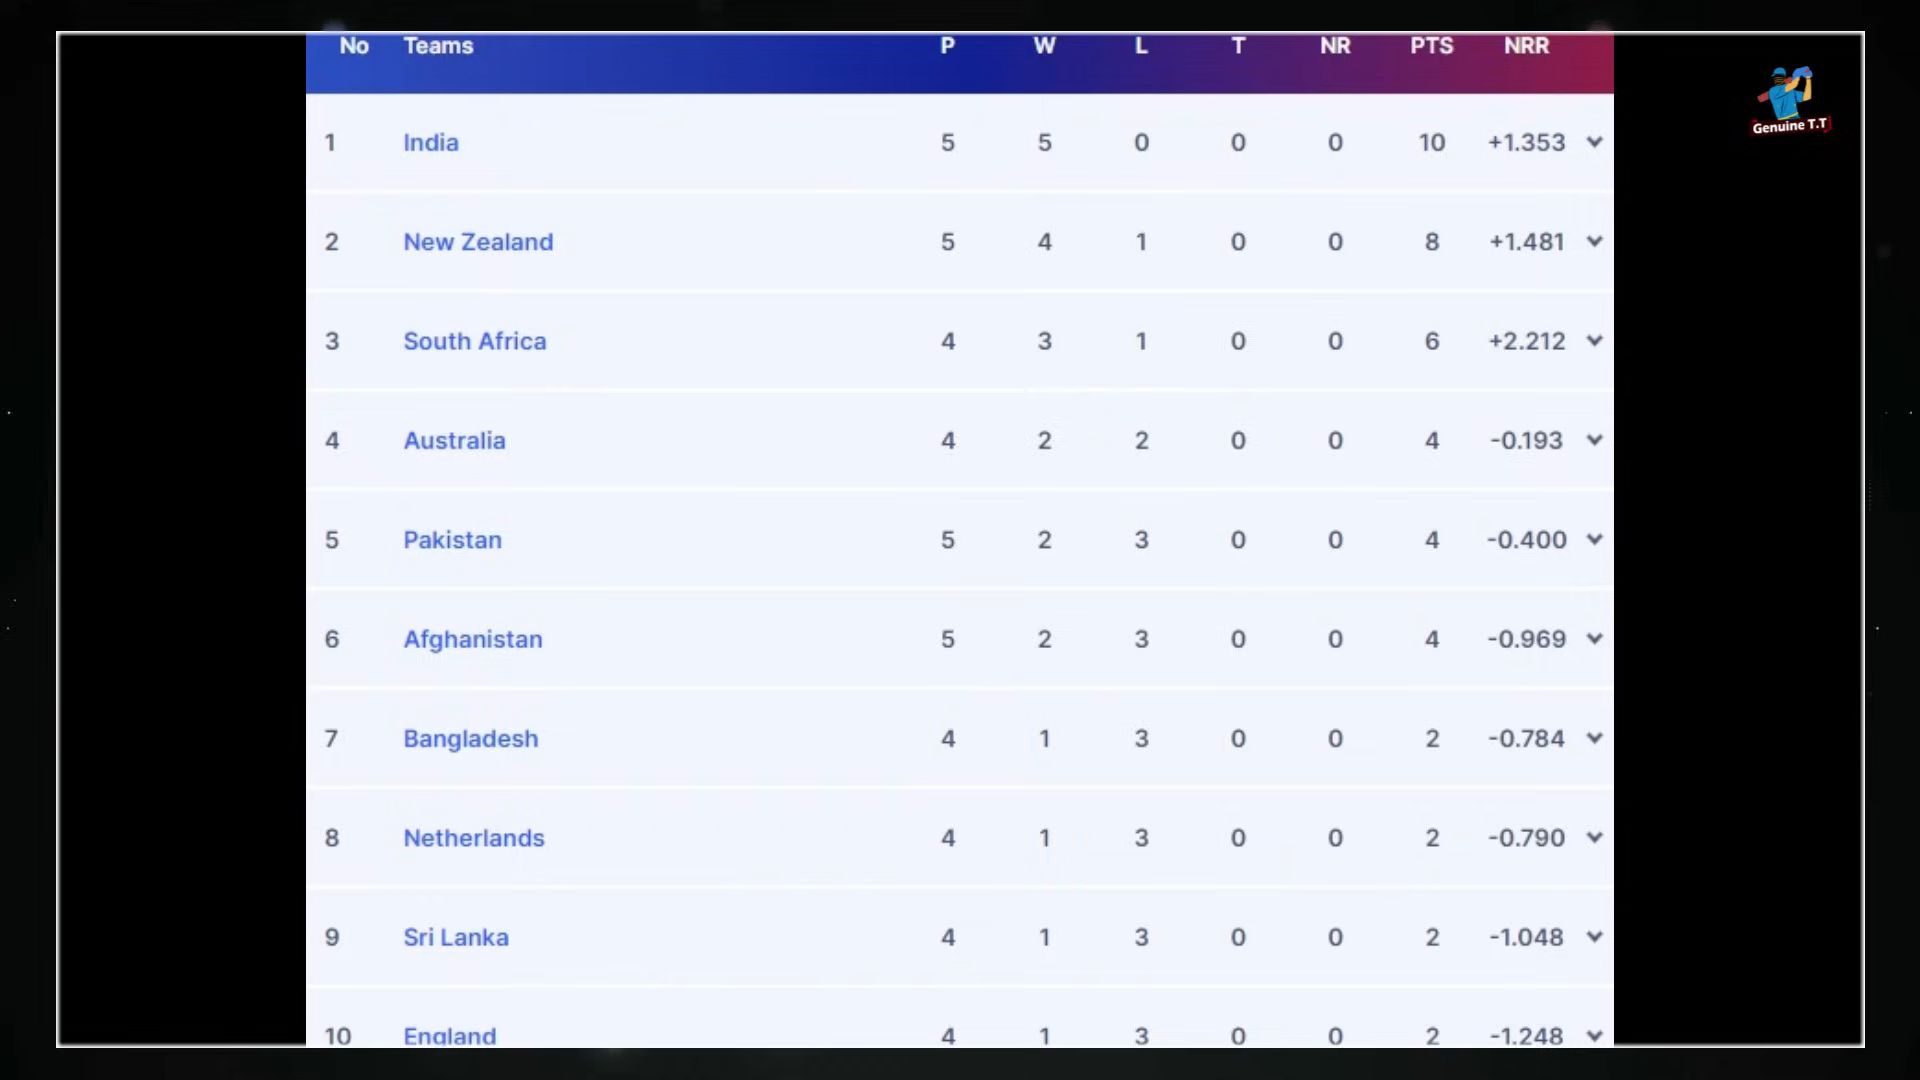 No Teams P W L T NR PTS NRR
1 India 5 5 0 0 0 10 +1.353
2 New Zealand 5 4 1 0 0 8 +1.481
3 South Africa 4 3 1 0 0 6 +2.212
4 Australia 4 2 2 0 0 4 -0.193
5 Pakistan 5 2 3 0 0 4 -0.400
6 Afghanistan 5 2 3 0 0 4 -0.969
7 Bangladesh 4 1 3 0 0 2 -0.784
8 Netherlands 4 1 3 0 0 2 -0.790
9 Sri Lanka 4 1 3 0 0 2 -1.048
10 England 4 1 3 0 0 2 -1.248
Genuine T.T